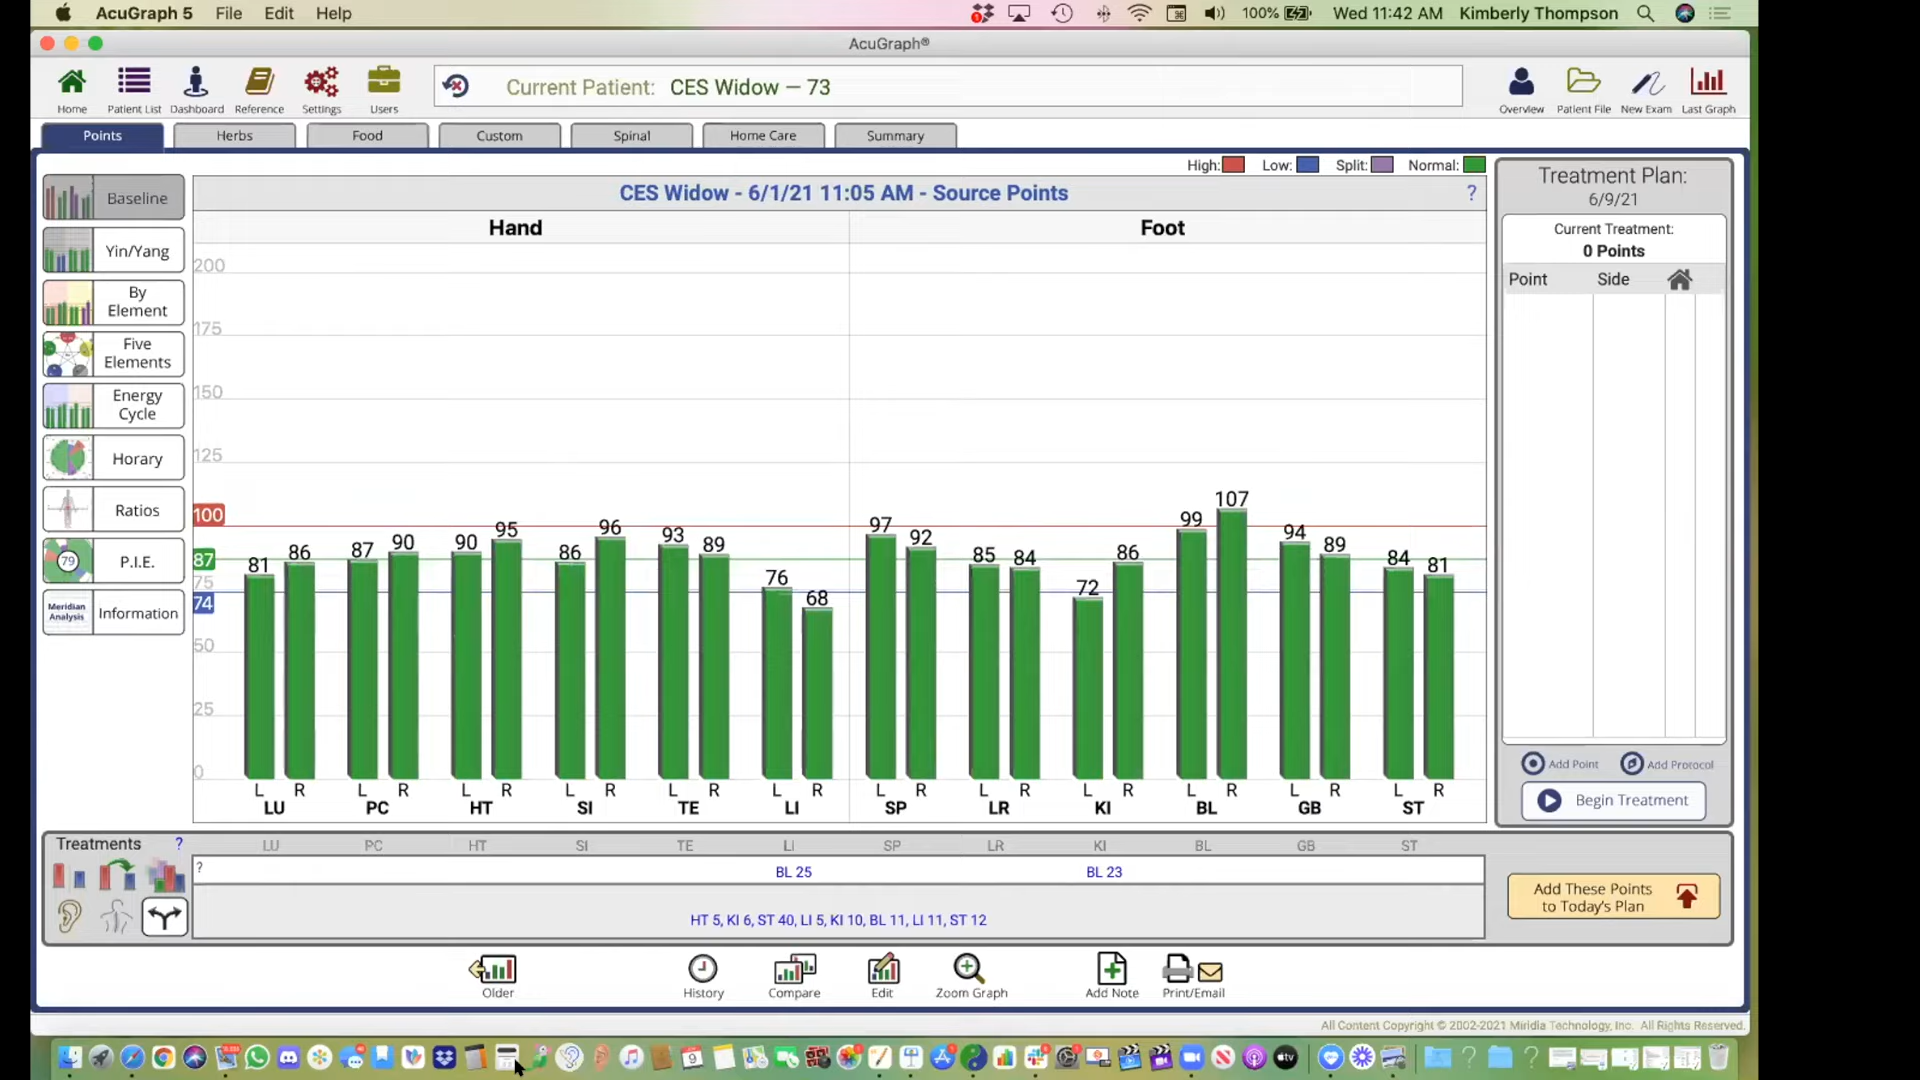 AcuGraph 5 File Edit Help 100% Wed 11:42 AM Kimberly Thompson
AcuGraph®
Home Patient List Dashboard Reference Settings Users
Current Patient: CES Widow — 73
Overview Patient File New Exam Last Graph
Points Herbs Food Custom Spinal Home Care Summary
High: Low: Split: Normal:
CES Widow - 6/1/21 11:05 AM - Source Points ?
Hand Foot
Baseline
Yin/Yang
By
Element
Five
Elements
Energy
Cycle
Horary
Ratios
79 P.I.E.
Meridian
Analysis
Information
200
175
150
125
100
87
75
74
50
25
0
81 86 87 90 90 95 86 96 93 89 76 68 97 92 85 84 72 86 99 107 94 89 84 81
L R L R L R L R L R L R L R L R L R L R L R L R
LU PC HT SI TE LI SP LR KI BL GB ST
Treatment Plan:
6/9/21
Current Treatment:
0 Points
Point Side
Add Point Add Protocol
Begin Treatment
Treatments ?
LU PC HT SI TE LI SP LR KI BL GB ST
? BL 25 KI 23
HT 5, KI 6, ST 40, LI 5, KI 10, BL 11, LI 11, ST 12
Add These Points
to Today's Plan
Older History Compare Edit Zoom Graph Add Note Print/Email
All Content Copyright © 2002-2021 Miridia Technology, Inc. All Rights Reserved.
9
tv